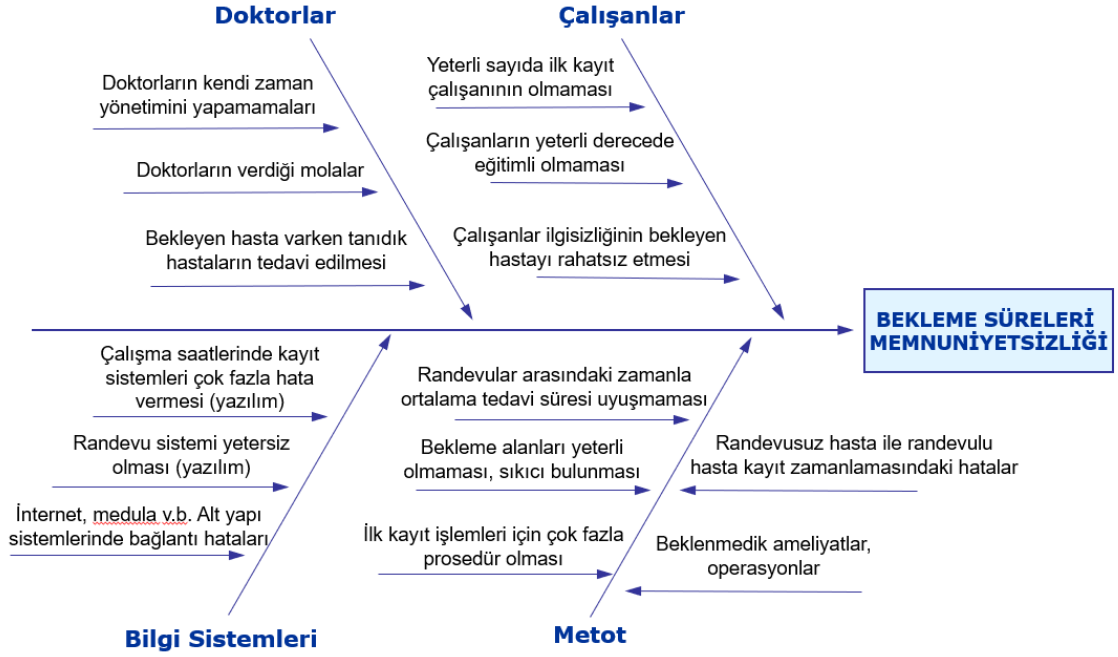 Doktorlar
Çalışanlar
Doktorların kendi zaman
yönetimini yapamamaları
Doktorların verdiği molalar
Bekleyen hasta varken tanıdık
hastaların tedavi edilmesi
Yeterli sayıda ilk kayıt
çalışanının olmaması
Çalışanların yeterli derecede
eğitimli olmaması
Çalışanlar ilgisizliğinin bekleyen
hastayı rahatsız etmesi
BEKLEME SÜRELERİ
MEMNUNİYETSİZLİĞİ
Çalışma saatlerinde kayıt
sistemleri çok fazla hata
vermesi (yazılım)
Randevu sistemi yetersiz
olması (yazılım)
İnternet, medula v.b. Alt yapı
sistemlerinde bağlantı hataları
Randevular arasındaki zamanla
ortalama tedavi süresi uyuşmaması
Bekleme alanları yeterli
olmaması, sıkıcı bulunması
İlk kayıt işlemleri için çok fazla
prosedür olması
Randevusuz hasta ile randevulu
hasta kayıt zamanlamasındaki hatalar
Beklenmedik ameliyatlar,
operasyonlar
Bilgi Sistemleri
Metot